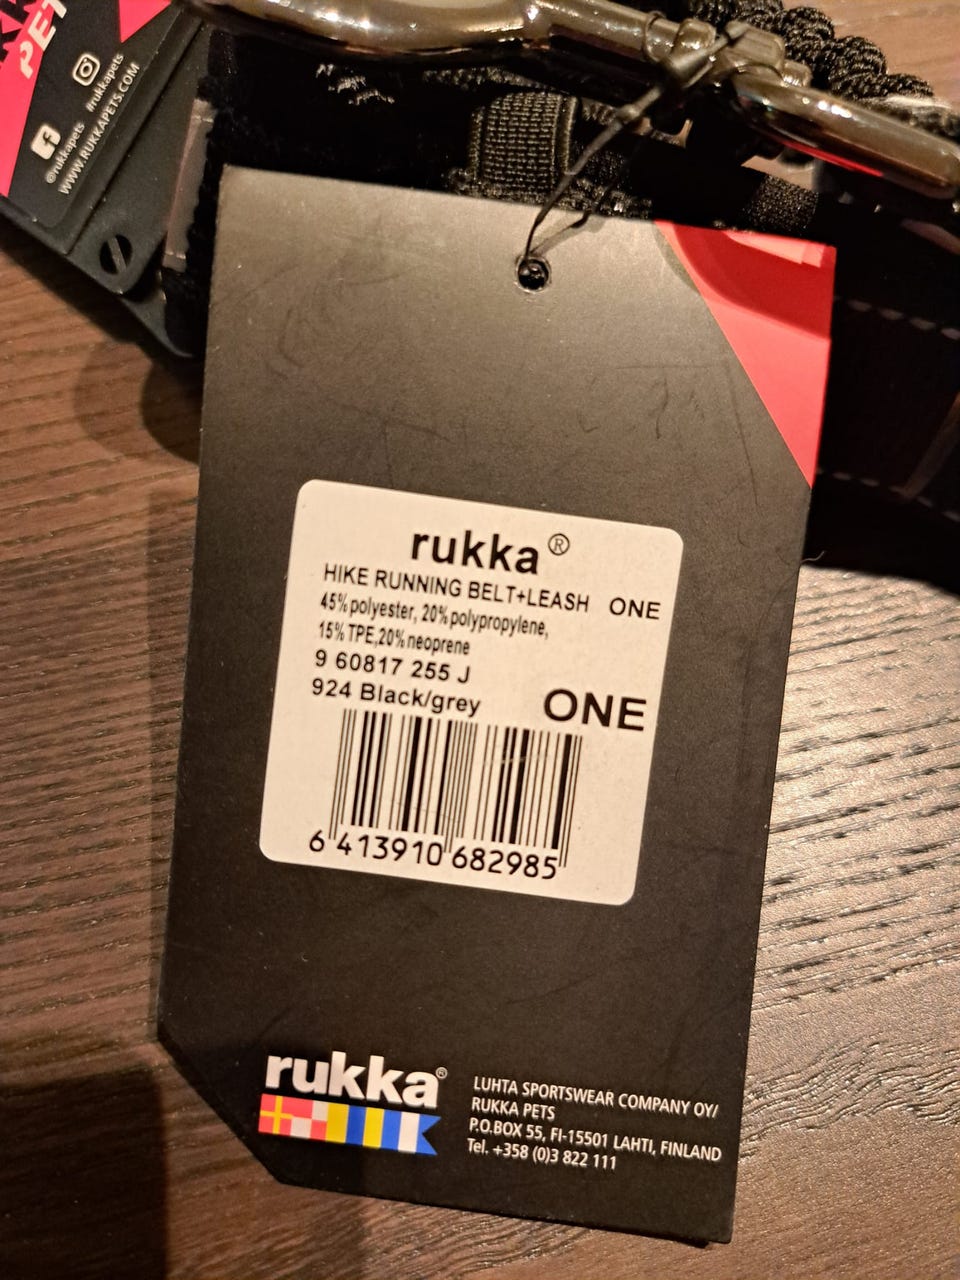 PET
#rukkapets
@rukkapets
WWW.RUKKAPETS.COM
rukka®
HIKE RUNNING BELT+LEASH ONE
45% polyester, 20% polypropylene,
15% TPE,20% neoprene
9 60817 255 J
924 Black/grey ONE
6 413910 682985
rukka®
LUHTA SPORTSWEAR COMPANY OY/
RUKKA PETS
P.O.BOX 55, FI-15501 LAHTI, FINLAND
Tel. +358 (0)3 822 111